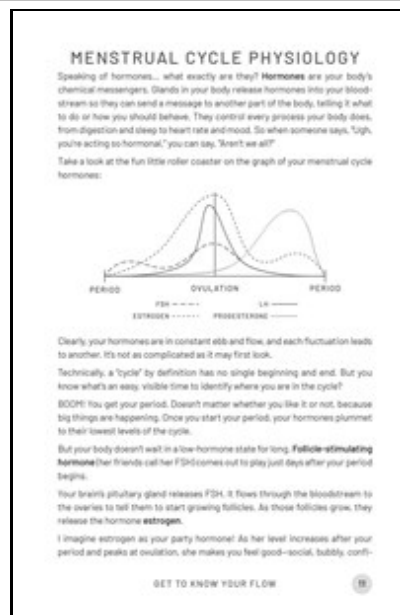 MENSTRUAL CYCLE PHYSIOLOGY
Speaking of hormones... what exactly are they? Hormones are your body's
chemical messengers. Glands in your body release hormones into your blood-
stream so they can send a message to another part of the body, telling it what
to do or how you should behave. They control every process your body does,
from digestion and sleep to heart rate and mood. So when someone says, "Ugh,
you're acting so hormonal," you can say, "Aren't we all?"
Take a look at the fun little roller coaster on the graph of your menstrual cycle
hormones:
PERIOD OVULATION PERIOD
FSH LH
ESTROGEN PROGESTERONE
Clearly, your hormones are in constant ebb and flow, and each fluctuation leads
to another. It's not as complicated as it may first look.
Technically, a "cycle" by definition has no single beginning and end. But you
know what's an easy, visible time to identify where you are in the cycle?
BOOM! You get your period. Doesn't matter whether you like it or not, because
big things are happening. Once you start your period, your hormones plummet
to their lowest levels of the cycle.
But your body doesn't wait in a low-hormone state for long. Follicle-stimulating
hormone (her friends call her FSH) comes out to play just days after your period
begins.
Your brain's pituitary gland releases FSH. It flows through the bloodstream to
the ovaries to tell them to start growing follicles. As those follicles grow, they
release the hormone estrogen.
I imagine estrogen as your party hormone! As her level increases after your
period and peaks at ovulation, she makes you feel good—social, bubbly, confi-
GET TO KNOW YOUR FLOW